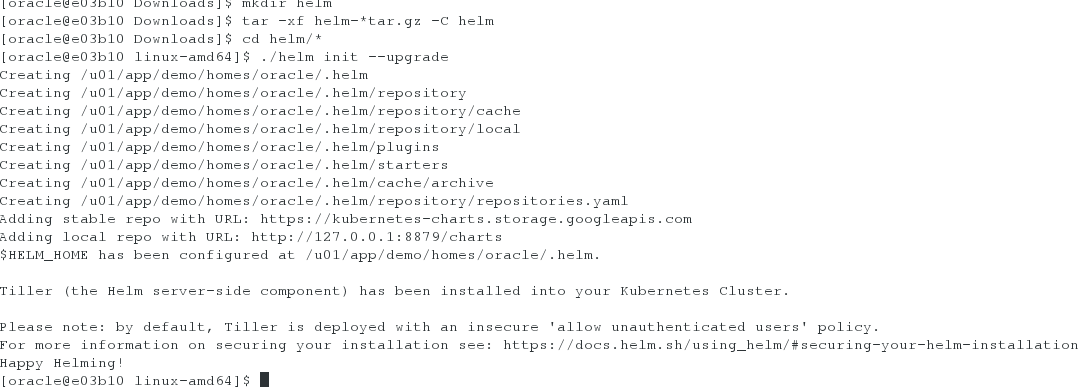 [oracle@e03b10 Downloads]$ mkdir helm
[oracle@e03b10 Downloads]$ tar -xf helm-*tar.gz -C helm
[oracle@e03b10 Downloads]$ cd helm/*
[oracle@e03b10 linux-amd64]$ ./helm init --upgrade
Creating /u01/app/demo/homes/oracle/.helm
Creating /u01/app/demo/homes/oracle/.helm/repository
Creating /u01/app/demo/homes/oracle/.helm/repository/cache
Creating /u01/app/demo/homes/oracle/.helm/repository/local
Creating /u01/app/demo/homes/oracle/.helm/plugins
Creating /u01/app/demo/homes/oracle/.helm/starters
Creating /u01/app/demo/homes/oracle/.helm/cache/archive
Creating /u01/app/demo/homes/oracle/.helm/repository/repositories.yaml
Adding stable repo with URL: https://kubernetes-charts.storage.googleapis.com
Adding local repo with URL: http://127.0.0.1:8879/charts
$HELM_HOME has been configured at /u01/app/demo/homes/oracle/.helm.
Tiller (the Helm server-side component) has been installed into your Kubernetes Cluster.
Please note: by default, Tiller is deployed with an insecure 'allow unauthenticated users' policy.
For more information on securing your installation see: https://docs.helm.sh/using_helm/#securing-your-helm-installation
Happy Helming!
[oracle@e03b10 linux-amd64]$